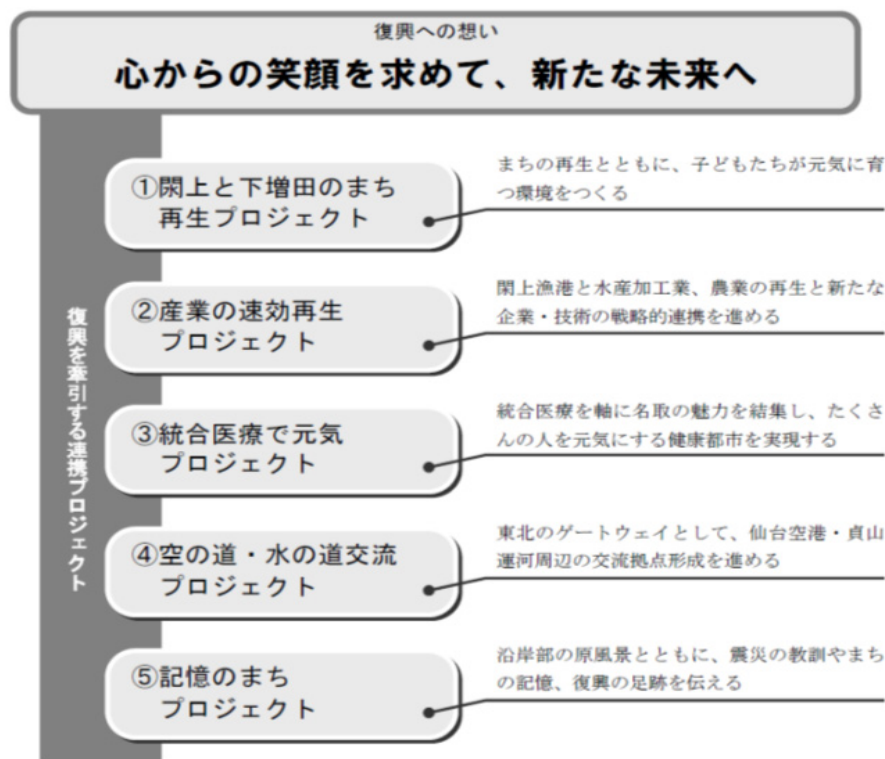 復興への想い
心からの笑顔を求めて、新たな未来へ
復興を牽引する連携プロジェクト
①閖上と下増田のまち
再生プロジェクト
まちの再生とともに、子どもたちが元気に育
つ環境をつくる
②産業の速効再生
プロジェクト
閖上漁港と水産加工業、農業の再生と新たな
企業・技術の戦略的連携を進める
③統合医療で元気
プロジェクト
統合医療を軸に名取の魅力を結集し、たくさ
んの人を元気にする健康都市を実現する
④空の道・水の道交流
プロジェクト
東北のゲートウェイとして、仙台空港・貞山
運河周辺の交流拠点形成を進める
⑤記憶のまち
プロジェクト
沿岸部の原風景とともに、震災の教訓やまち
の記憶、復興の足跡を伝える